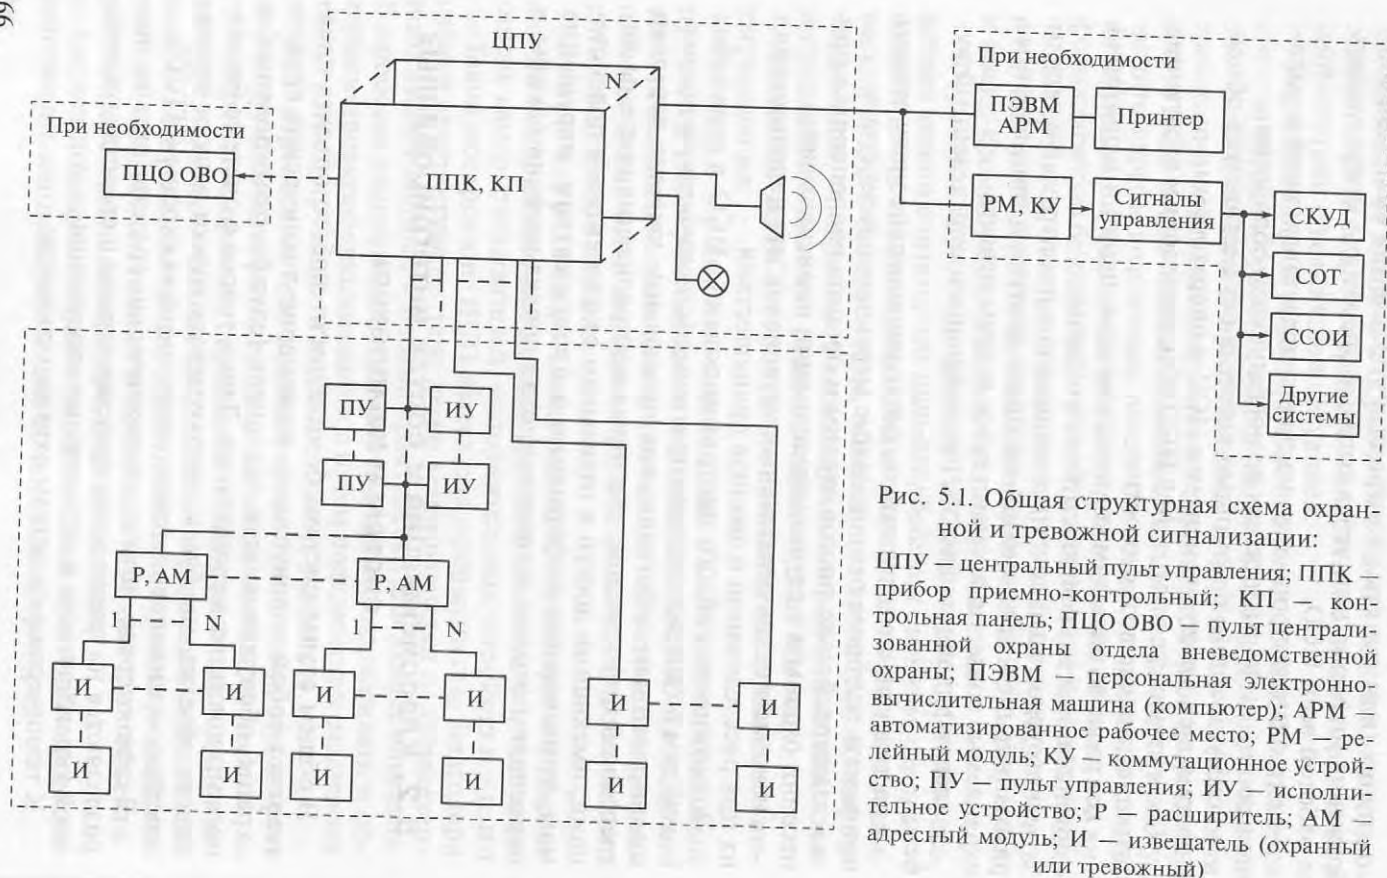 99
ЦПУ
N
ППК, КП
При необходимости
ПЦО ОВО
При необходимости
ПЭВМ
АРМ
Принтер
РМ, КУ
Сигналы
управления
СКУД
СОТ
ССОИ
Другие
системы
ПУ
ИУ
ПУ
ИУ
Р, АМ
Р, АМ
1
N
1
N
И
И
И
И
И
И
И
И
И
И
И
И
Рис. 5.1. Общая структурная схема охран-
ной и тревожной сигнализации:
ЦПУ — центральный пульт управления; ППК —
прибор приемно-контрольный; КП — кон-
трольная панель; ПЦО ОВО — пульт централи-
зованной охраны отдела вневедомственной
охраны; ПЭВМ — персональная электронно-
вычислительная машина (компьютер); АРМ —
автоматизированное рабочее место; РМ — ре-
лейный модуль; КУ — коммутационное устрой-
ство; ПУ — пульт управления; ИУ — исполни-
тельное устройство; Р — расширитель; АМ —
адресный модуль; И — извещатель (охранный
или тревожный)